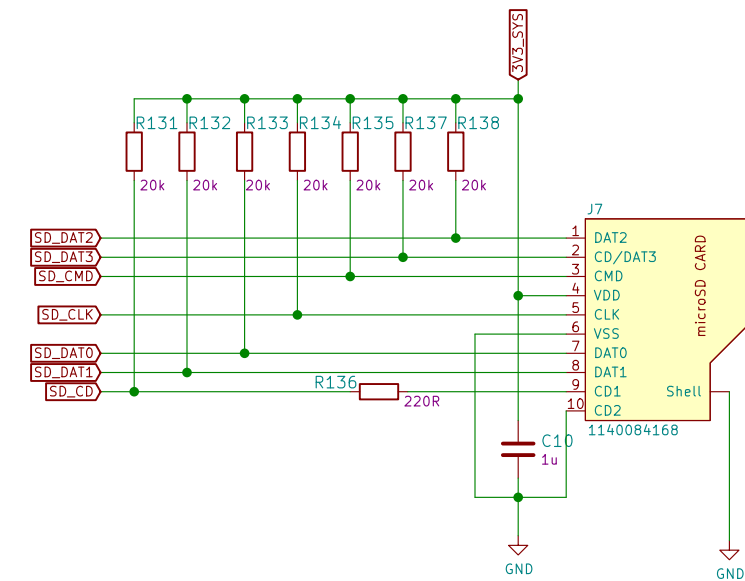 3V3_SYS
R131 R132 R133 R134 R135 R137 R138
20k 20k 20k 20k 20k 20k 20k
J7
SD_DAT2 1 DAT2
SD_DAT3 2 CD/DAT3
SD_CMD 3 CMD
4 VDD
SD_CLK 5 CLK
6 VSS
SD_DAT0 7 DAT0
SD_DAT1 8 DAT1
SD_CD R136 220R 9 CD1 Shell
10 CD2
microSD CARD
1140084168
C10
1u
GND
GND